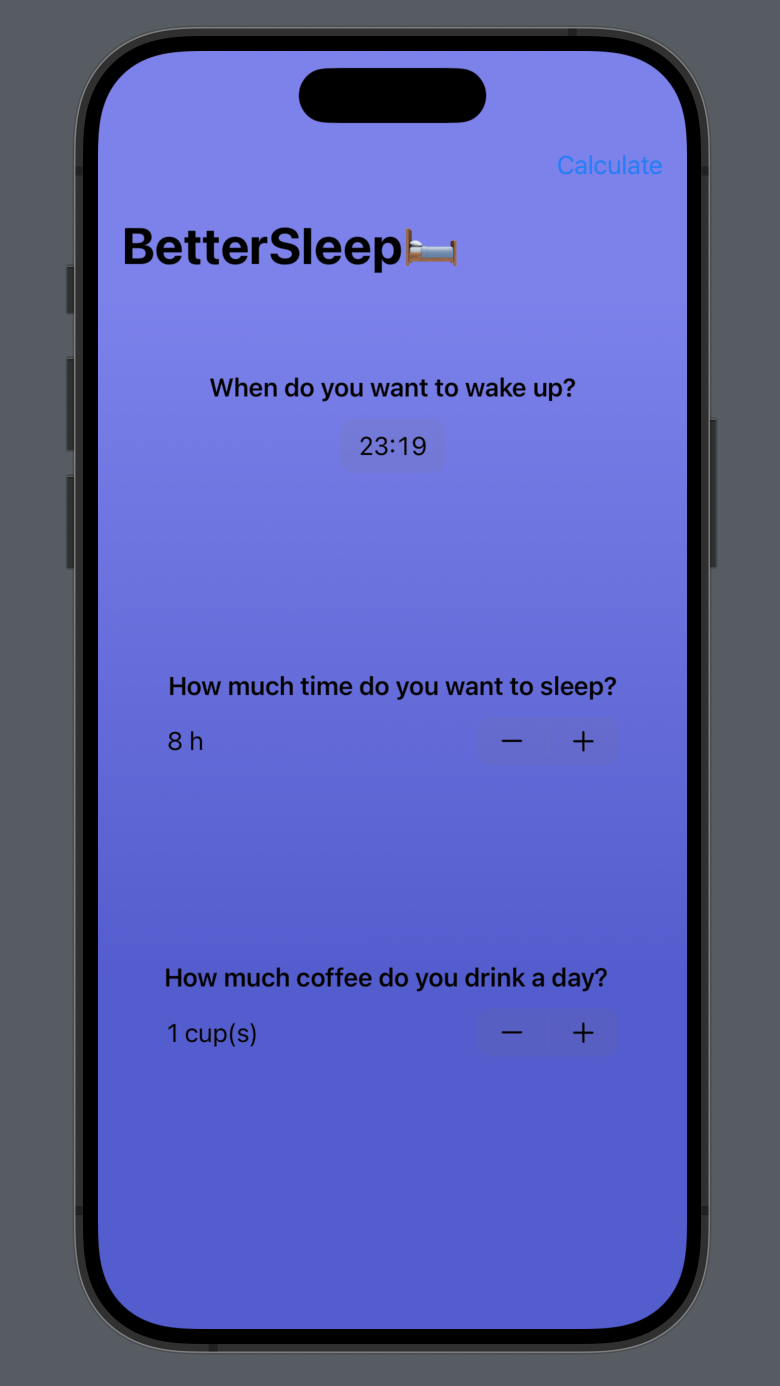 Calculate
BetterSleep🛏️
When do you want to wake up?
23:19
How much time do you want to sleep?
8 h
− +
How much coffee do you drink a day?
1 cup(s)
− +